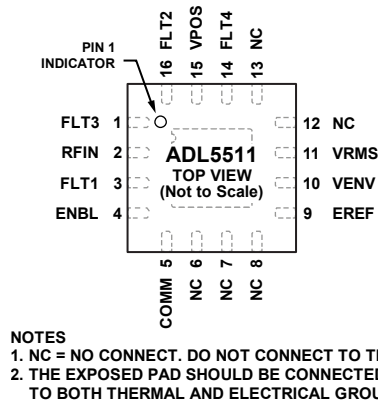 16 FLT2
15 VPOS
14 FLT4
13 NC
PIN 1
INDICATOR
FLT3 1
RFIN 2
FLT1 3
ENBL 4
ADL5511
TOP VIEW
(Not to Scale)
12 NC
11 VRMS
10 VENV
9 EREF
COMM 5
NC 6
NC 7
NC 8
NOTES
1. NC = NO CONNECT. DO NOT CONNECT TO
2. THE EXPOSED PAD SHOULD BE CONNECTED
TO BOTH THERMAL AND ELECTRICAL